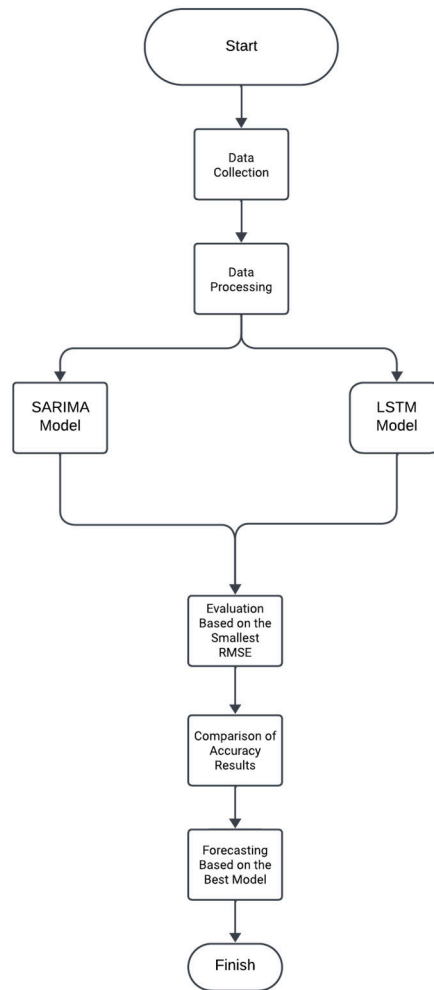 Start
Data
Collection
Data
Processing
SARIMA
Model
LSTM
Model
Evaluation
Based on the
Smallest
RMSE
Comparison of
Accuracy
Results
Forecasting
Based on the
Best Model
Finish